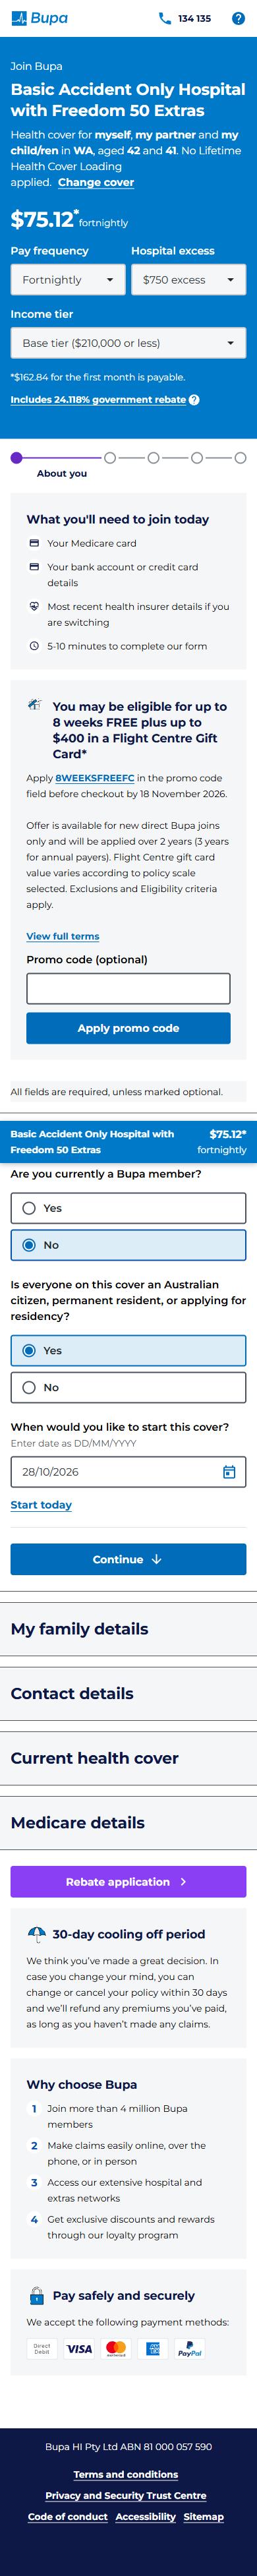 Bupa
134 135
?
Join Bupa
Basic Accident Only Hospital
with Freedom 50 Extras
Health cover for myself, my partner and my
child/ren in WA, aged 42 and 41. No Lifetime
Health Cover Loading
applied. Change cover
$75.12* fortnightly
Pay frequency
Hospital excess
Fortnightly
$750 excess
Income tier
Base tier ($210,000 or less)
*$162.84 for the first month is payable.
Includes 24.118% government rebate ?
About you
What you'll need to join today
Your Medicare card
Your bank account or credit card
details
Most recent health insurer details if you
are switching
5-10 minutes to complete our form
You may be eligible for up to
8 weeks FREE plus up to
$400 in a Flight Centre Gift
Card*
Apply 8WEEKSFREEFC in the promo code
field before checkout by 18 November 2026.
Offer is available for new direct Bupa joins
only and will be applied over 2 years (3 years
for annual payers). Flight Centre gift card
value varies according to policy scale
selected. Exclusions and Eligibility criteria
apply.
View full terms
Promo code (optional)
Apply promo code
All fields are required, unless marked optional.
Basic Accident Only Hospital with
Freedom 50 Extras
$75.12*
fortnightly
Are you currently a Bupa member?
Yes
No
Is everyone on this cover an Australian
citizen, permanent resident, or applying for
residency?
Yes
No
When would you like to start this cover?
Enter date as DD/MM/YYYY
28/10/2026
Start today
Continue
My family details
Contact details
Current health cover
Medicare details
Rebate application
30-day cooling off period
We think you've made a great decision. In
case you change your mind, you can
change or cancel your policy within 30 days
and we'll refund any premiums you've paid,
as long as you haven't made any claims.
Why choose Bupa
1 Join more than 4 million Bupa
members
2 Make claims easily online, over the
phone, or in person
3 Access our extensive hospital and
extras networks
4 Get exclusive discounts and rewards
through our loyalty program
Pay safely and securely
We accept the following payment methods:
Direct
Debit
VISA
mastercard
PayPal
Bupa HI Pty Ltd ABN 81 000 057 590
Terms and conditions
Privacy and Security Trust Centre
Code of conduct Accessibility Sitemap